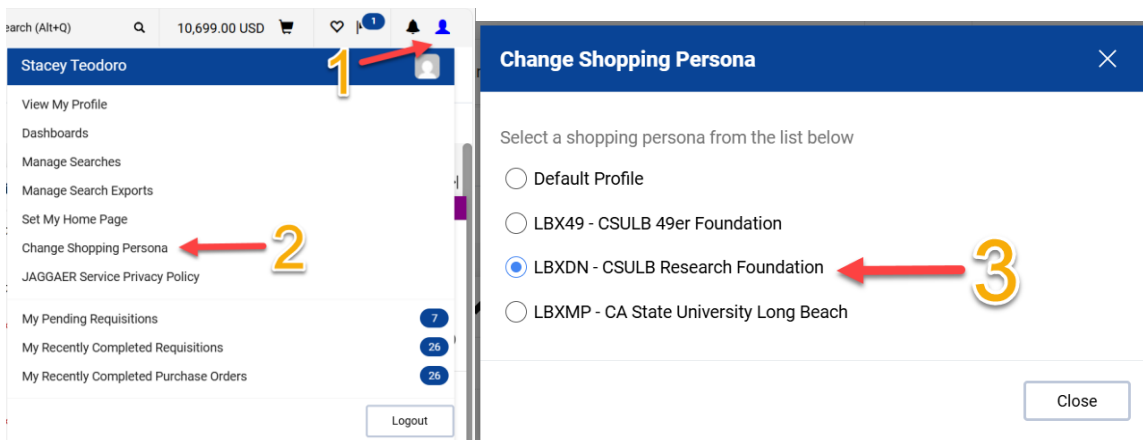 earch (Alt+Q) 10,699.00 USD 1
1
Stacey Teodoro
View My Profile
Dashboards
Manage Searches
Manage Search Exports
Set My Home Page
Change Shopping Persona
2
JAGGAER Service Privacy Policy
My Pending Requisitions 7
My Recently Completed Requisitions 26
My Recently Completed Purchase Orders 26
Logout
Change Shopping Persona
Select a shopping persona from the list below
Default Profile
LBX49 - CSULB 49er Foundation
LBXDN - CSULB Research Foundation
3
LBXMP - CA State University Long Beach
Close